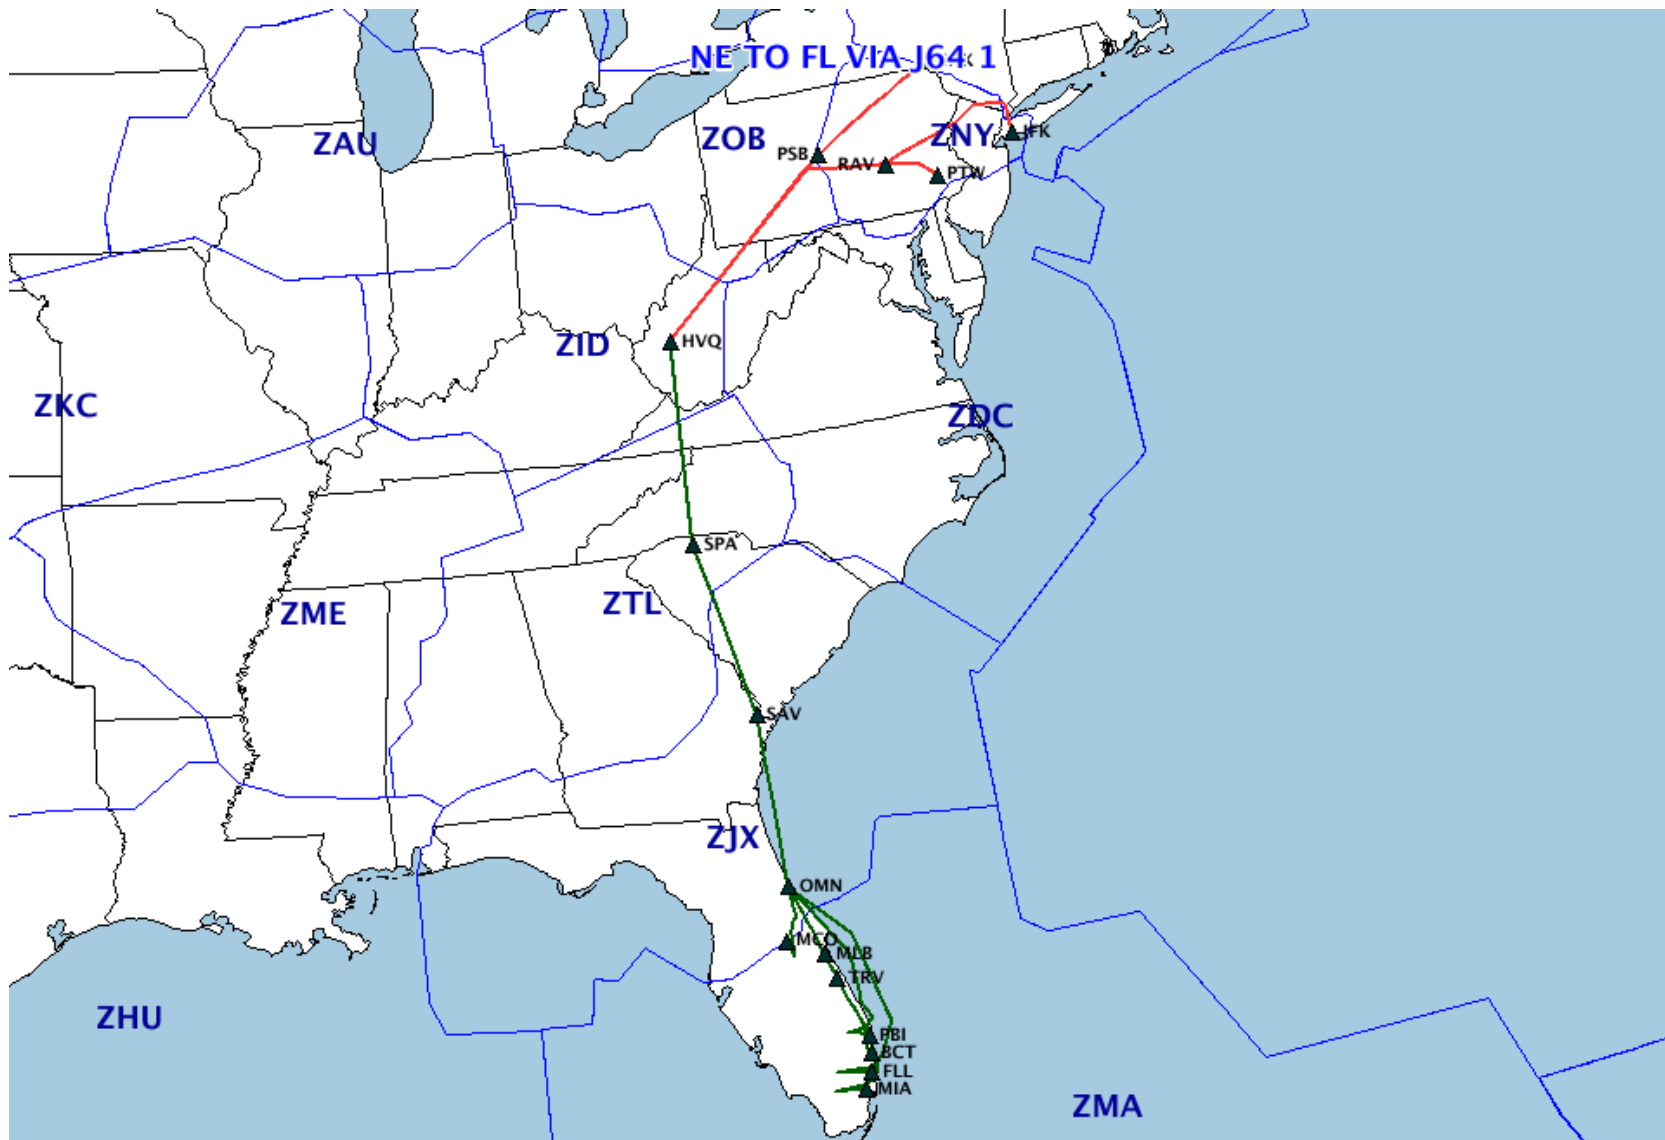 NE TO FL VIA J64 1
ZOB
ZNY
JFK
ZAU
PSB
RAV
PTW
HVQ
ZID
ZKC
ZDC
SPA
ZTL
ZME
SAV
ZJX
OMN
MCO
MLB
TRV
ZHU
PBI
BCT
FLL
MIA
ZMA